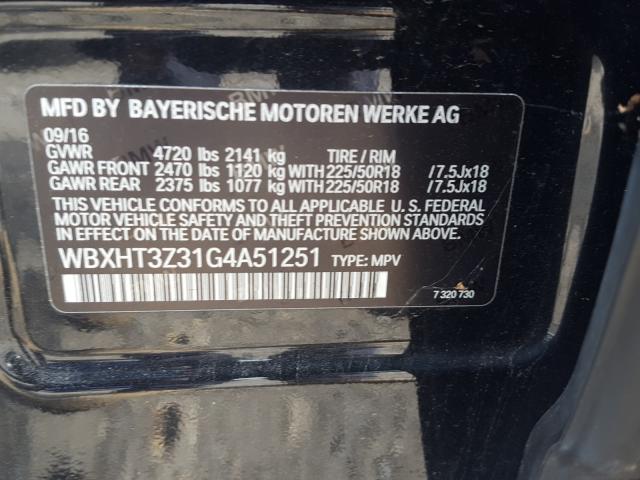 MFD BY BAYERISCHE MOTOREN WERKE AG
09/16
GVWR 4720 lbs 2141 kg TIRE / RIM
GAWR FRONT 2470 lbs 1120 kg WITH 225/50R18 /7.5Jx18
GAWR REAR 2375 lbs 1077 kg WITH 225/50R18 /7.5Jx18
THIS VEHICLE CONFORMS TO ALL APPLICABLE U. S. FEDERAL
MOTOR VEHICLE SAFETY AND THEFT PREVENTION STANDARDS
IN EFFECT ON THE DATE OF MANUFACTURE SHOWN ABOVE.
WBXHT3Z31G4A51251 TYPE: MPV
7 320 730